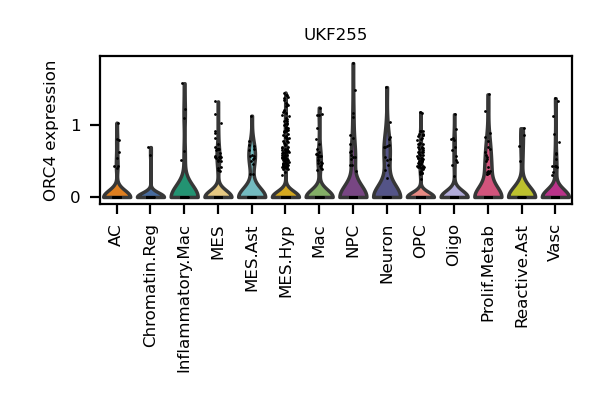 UKF255
ORC4 expression
1
0
AC
Chromatin.Reg
Inflammatory.Mac
MES
MES.Ast
MES.Hyp
Mac
NPC
Neuron
OPC
Oligo
Prolif.Metab
Reactive.Ast
Vasc